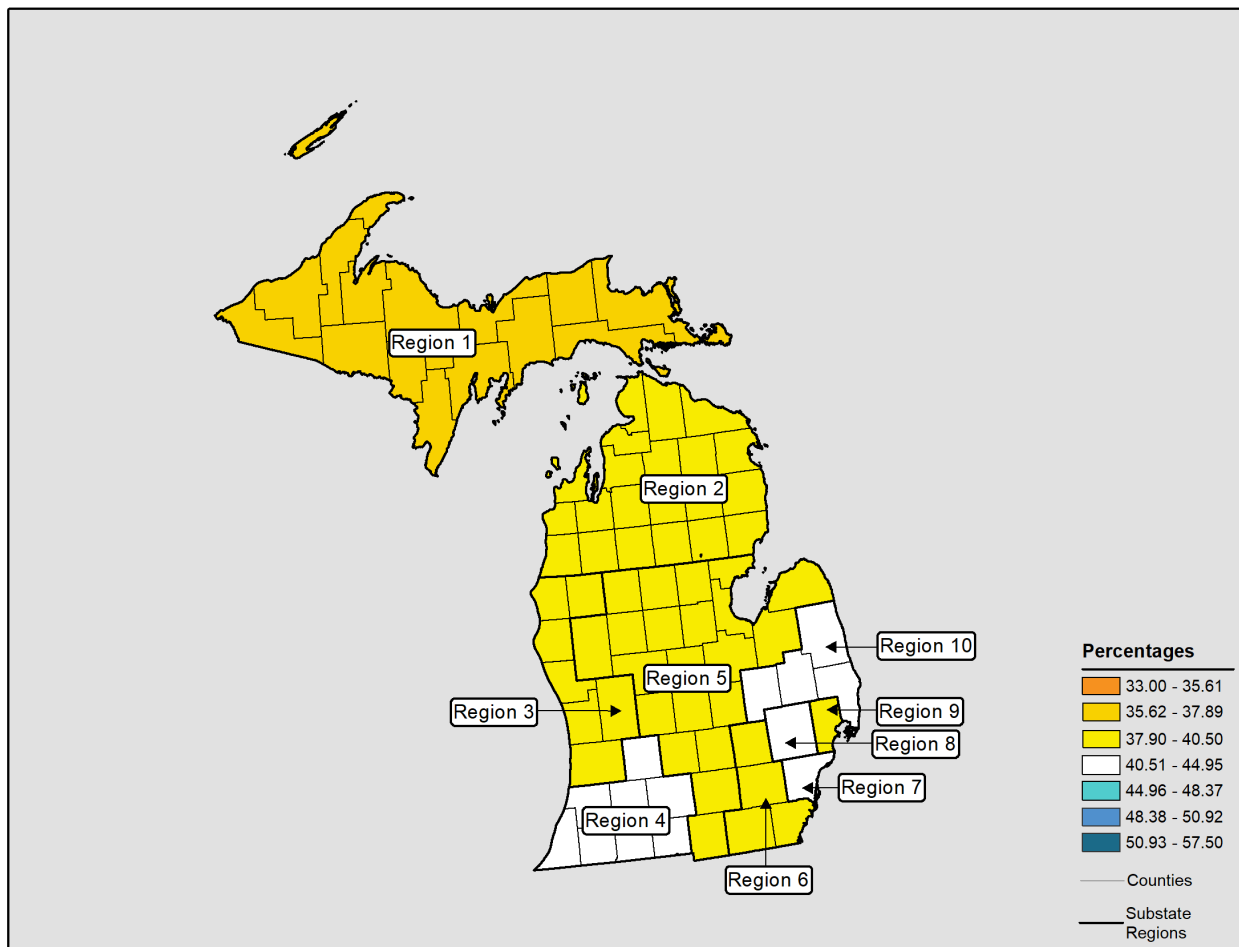 Region 1
Region 2
Region 10
Region 5
Region 3
Region 9
Region 8
Region 7
Region 4
Region 6
Percentages
33.00 - 35.61
35.62 - 37.89
37.90 - 40.50
40.51 - 44.95
44.96 - 48.37
48.38 - 50.92
50.93 - 57.50
Counties
Substate
Regions